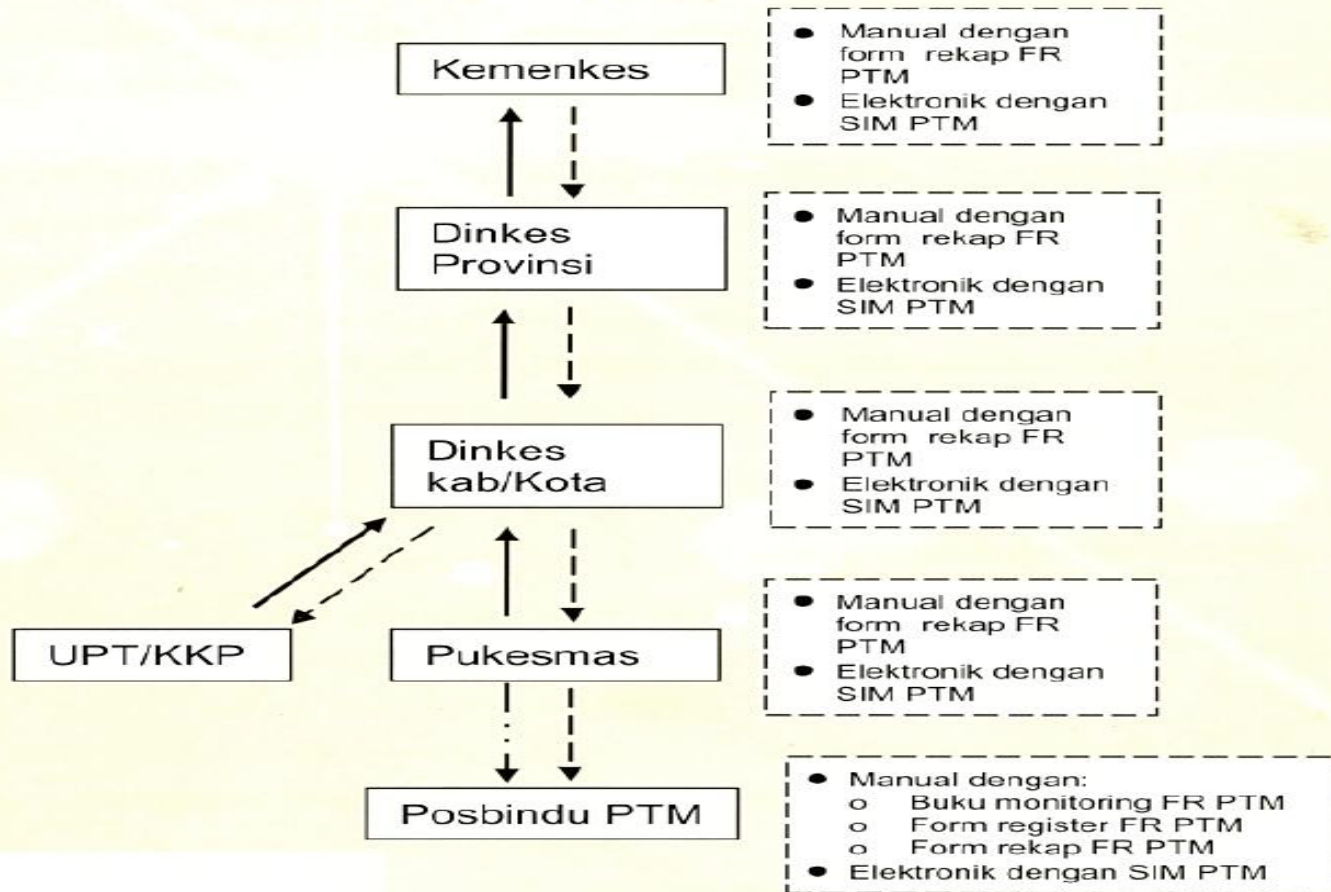 Kemenkes
● Manual dengan
form rekap FR
PTM
● Elektronik dengan
SIM PTM
Dinkes
Provinsi
● Manual dengan
form rekap FR
PTM
● Elektronik dengan
SIM PTM
Dinkes
kab/Kota
● Manual dengan
form rekap FR
PTM
● Elektronik dengan
SIM PTM
UPT/KKP
Pukesmas
● Manual dengan
form rekap FR
PTM
● Elektronik dengan
SIM PTM
Posbindu PTM
● Manual dengan:
o Buku monitoring FR PTM
o Form register FR PTM
o Form rekap FR PTM
● Elektronik dengan SIM PTM